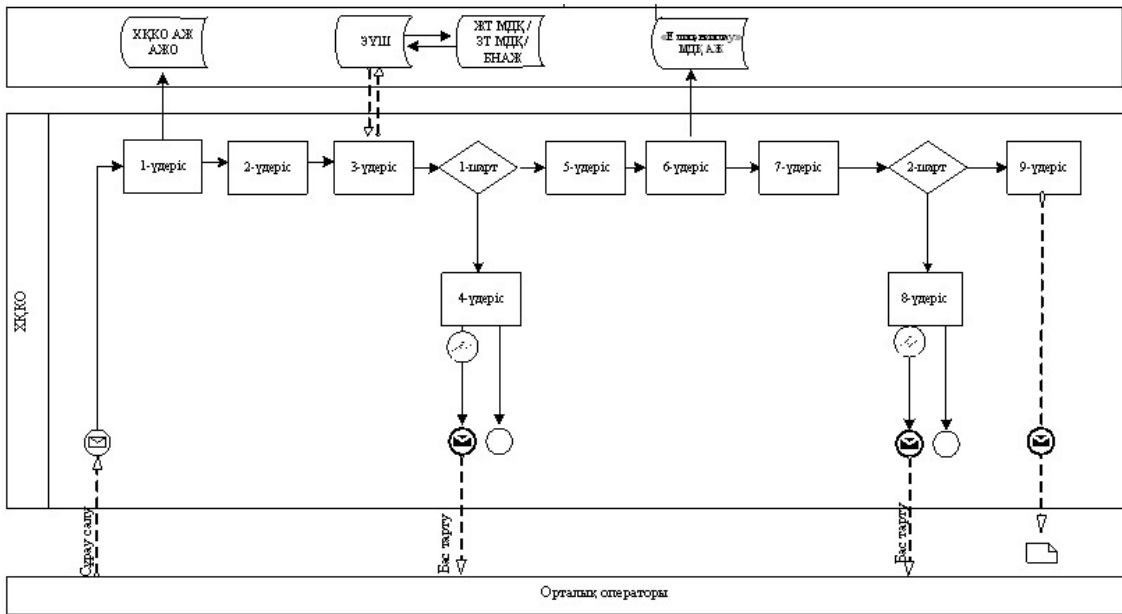 ХҚКО АЖ
АЖО
ЭҮШ
ЖТ МДҚ /
ЗТ МДҚ/
БНАЖ
МДҚ АЖ
1-үдеріс
2-үдеріс
3-үдеріс
1-шарт
5-үдеріс
6-үдеріс
7-үдеріс
2-шарт
9-үдеріс
4-үдеріс
8-үдеріс
ХҚКО
Сұрау салу
Бас тарту
Бас тарту
Орталық операторы